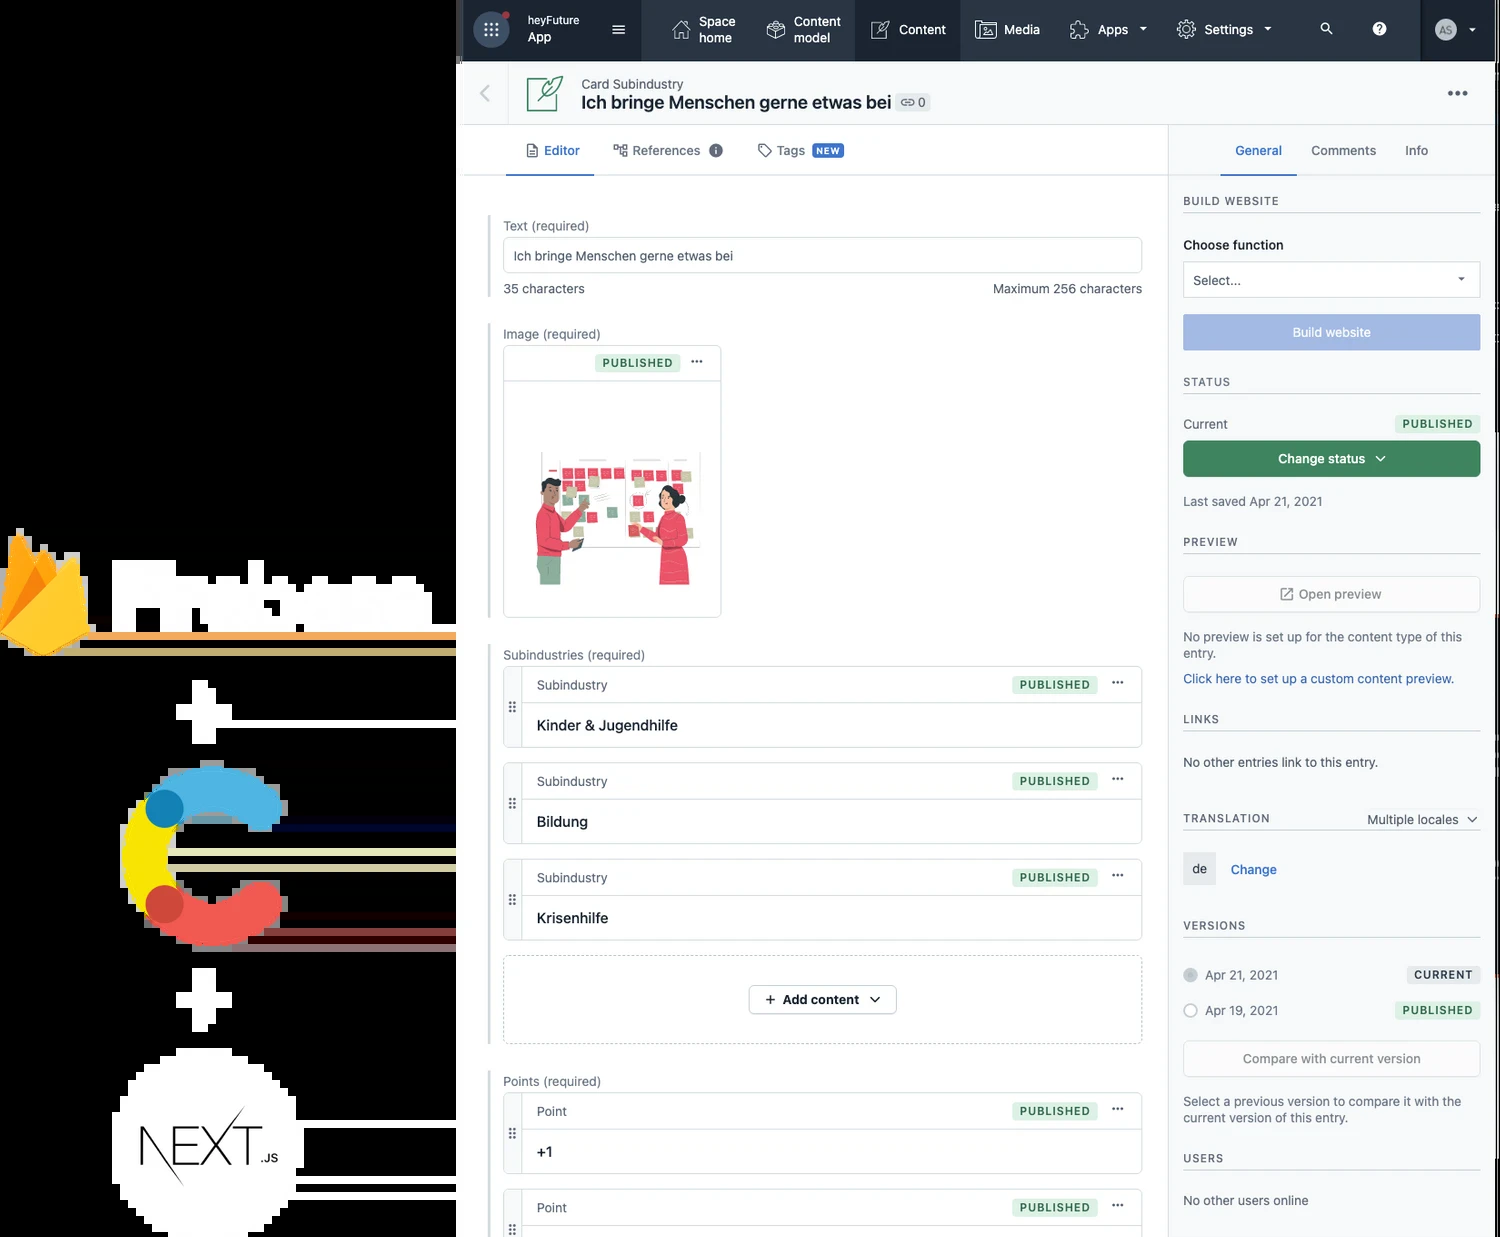 heyFuture
App
Space
home
Content
model
Content
Media
Apps
Settings
AS
Card Subindustry
Ich bringe Menschen gerne etwas bei
0
Editor
References
Tags NEW
General
Comments
Info
Text (required)
Ich bringe Menschen gerne etwas bei
35 characters
Maximum 256 characters
Image (required)
PUBLISHED
Subindustries (required)
Subindustry
PUBLISHED
Kinder & Jugendhilfe
Subindustry
PUBLISHED
Bildung
Subindustry
PUBLISHED
Krisenhilfe
+ Add content
Points (required)
Point
PUBLISHED
+1
Point
PUBLISHED
BUILD WEBSITE
Choose function
Select...
Build website
STATUS
Current
PUBLISHED
Change status
Last saved Apr 21, 2021
PREVIEW
Open preview
No preview is set up for the content type of this
entry.
Click here to set up a custom content preview.
LINKS
No other entries link to this entry.
TRANSLATION
Multiple locales
de
Change
VERSIONS
Apr 21, 2021
CURRENT
Apr 19, 2021
PUBLISHED
Compare with current version
Select a previous version to compare it with the
current version of this entry.
USERS
No other users online
+
+
NEXT.JS